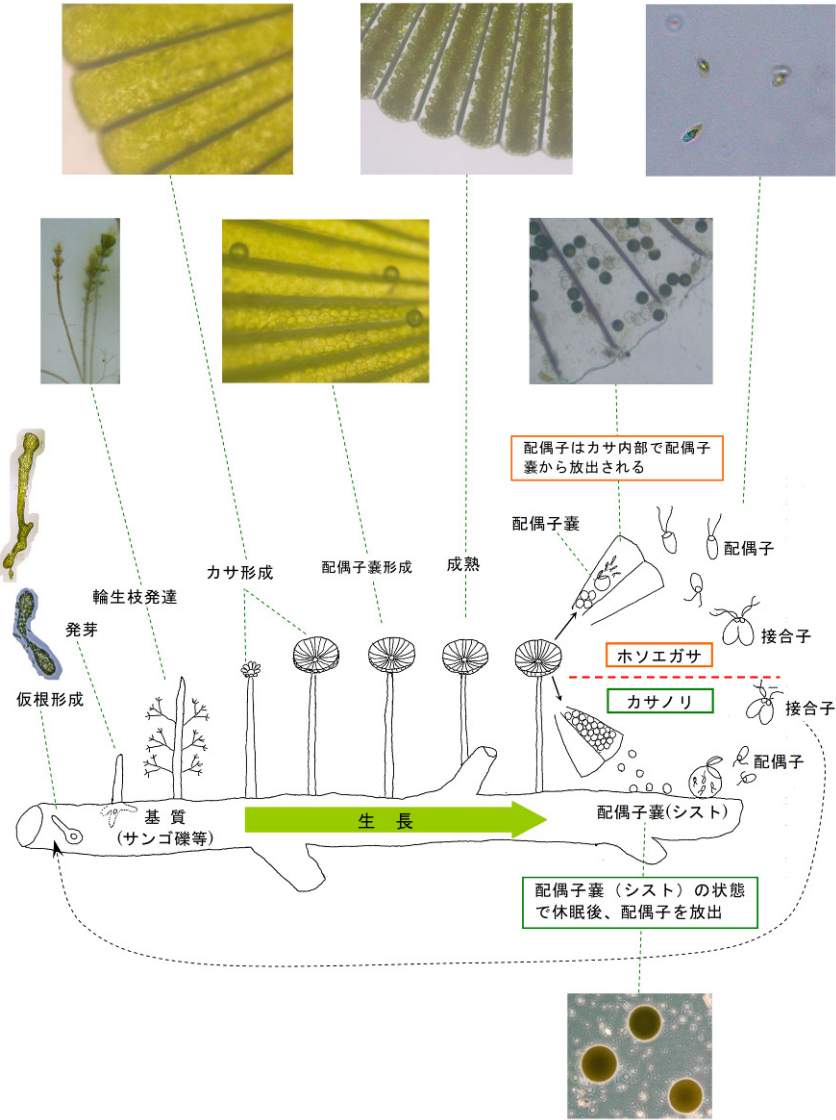 配偶子はカサ内部で配偶子
嚢から放出される
配偶子嚢
配偶子
カサ形成
配偶子嚢形成
成熟
輪生枝発達
発芽
接合子
ホソエガサ
仮根形成
カサノリ
接合子
配偶子
基 質
(サンゴ礫等)
生 長
配偶子嚢(シスト)
配偶子嚢（シスト）の状態
で休眠後、配偶子を放出